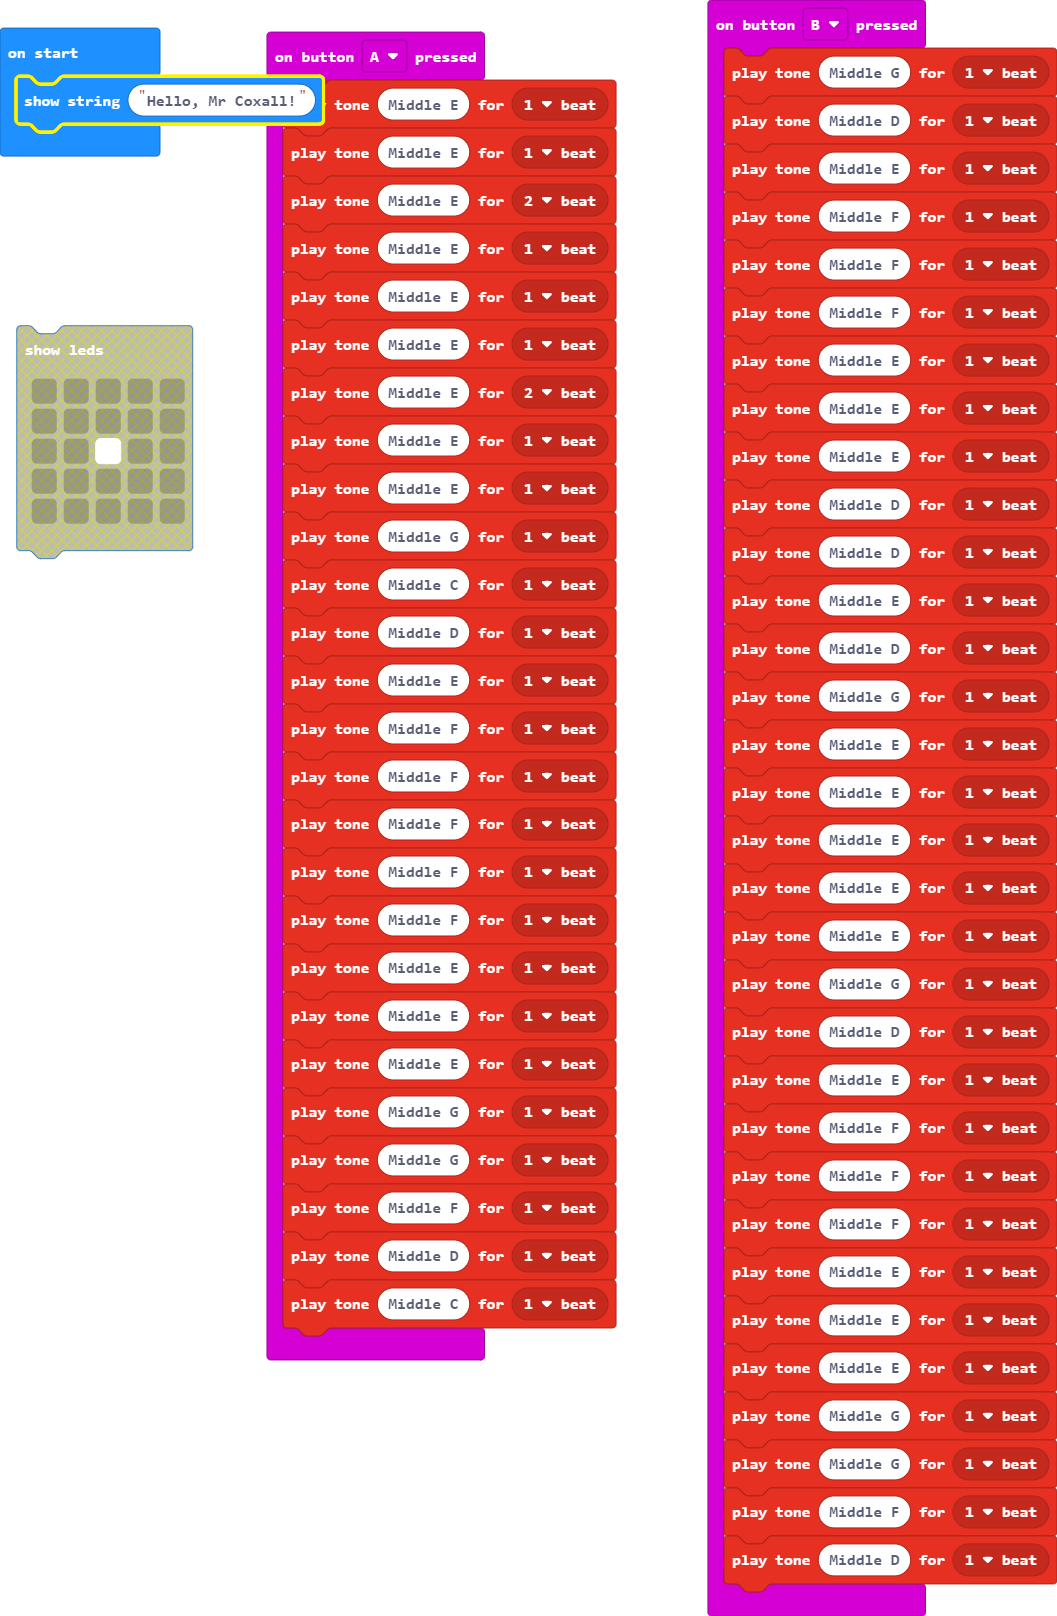 on start
show string "Hello, Mr Coxall!"
show leds
on button A pressed
tone Middle E for 1 beat
play tone Middle E for 1 beat
play tone Middle E for 2 beat
play tone Middle E for 1 beat
play tone Middle E for 1 beat
play tone Middle E for 1 beat
play tone Middle E for 2 beat
play tone Middle E for 1 beat
play tone Middle E for 1 beat
play tone Middle G for 1 beat
play tone Middle C for 1 beat
play tone Middle D for 1 beat
play tone Middle E for 1 beat
play tone Middle F for 1 beat
play tone Middle F for 1 beat
play tone Middle F for 1 beat
play tone Middle F for 1 beat
play tone Middle F for 1 beat
play tone Middle E for 1 beat
play tone Middle E for 1 beat
play tone Middle E for 1 beat
play tone Middle G for 1 beat
play tone Middle G for 1 beat
play tone Middle F for 1 beat
play tone Middle D for 1 beat
play tone Middle C for 1 beat
on button B pressed
play tone Middle G for 1 beat
play tone Middle D for 1 beat
play tone Middle E for 1 beat
play tone Middle F for 1 beat
play tone Middle F for 1 beat
play tone Middle F for 1 beat
play tone Middle E for 1 beat
play tone Middle E for 1 beat
play tone Middle E for 1 beat
play tone Middle D for 1 beat
play tone Middle D for 1 beat
play tone Middle E for 1 beat
play tone Middle D for 1 beat
play tone Middle G for 1 beat
play tone Middle E for 1 beat
play tone Middle E for 1 beat
play tone Middle E for 1 beat
play tone Middle E for 1 beat
play tone Middle E for 1 beat
play tone Middle G for 1 beat
play tone Middle D for 1 beat
play tone Middle E for 1 beat
play tone Middle F for 1 beat
play tone Middle F for 1 beat
play tone Middle F for 1 beat
play tone Middle E for 1 beat
play tone Middle E for 1 beat
play tone Middle E for 1 beat
play tone Middle G for 1 beat
play tone Middle G for 1 beat
play tone Middle F for 1 beat
play tone Middle D for 1 beat